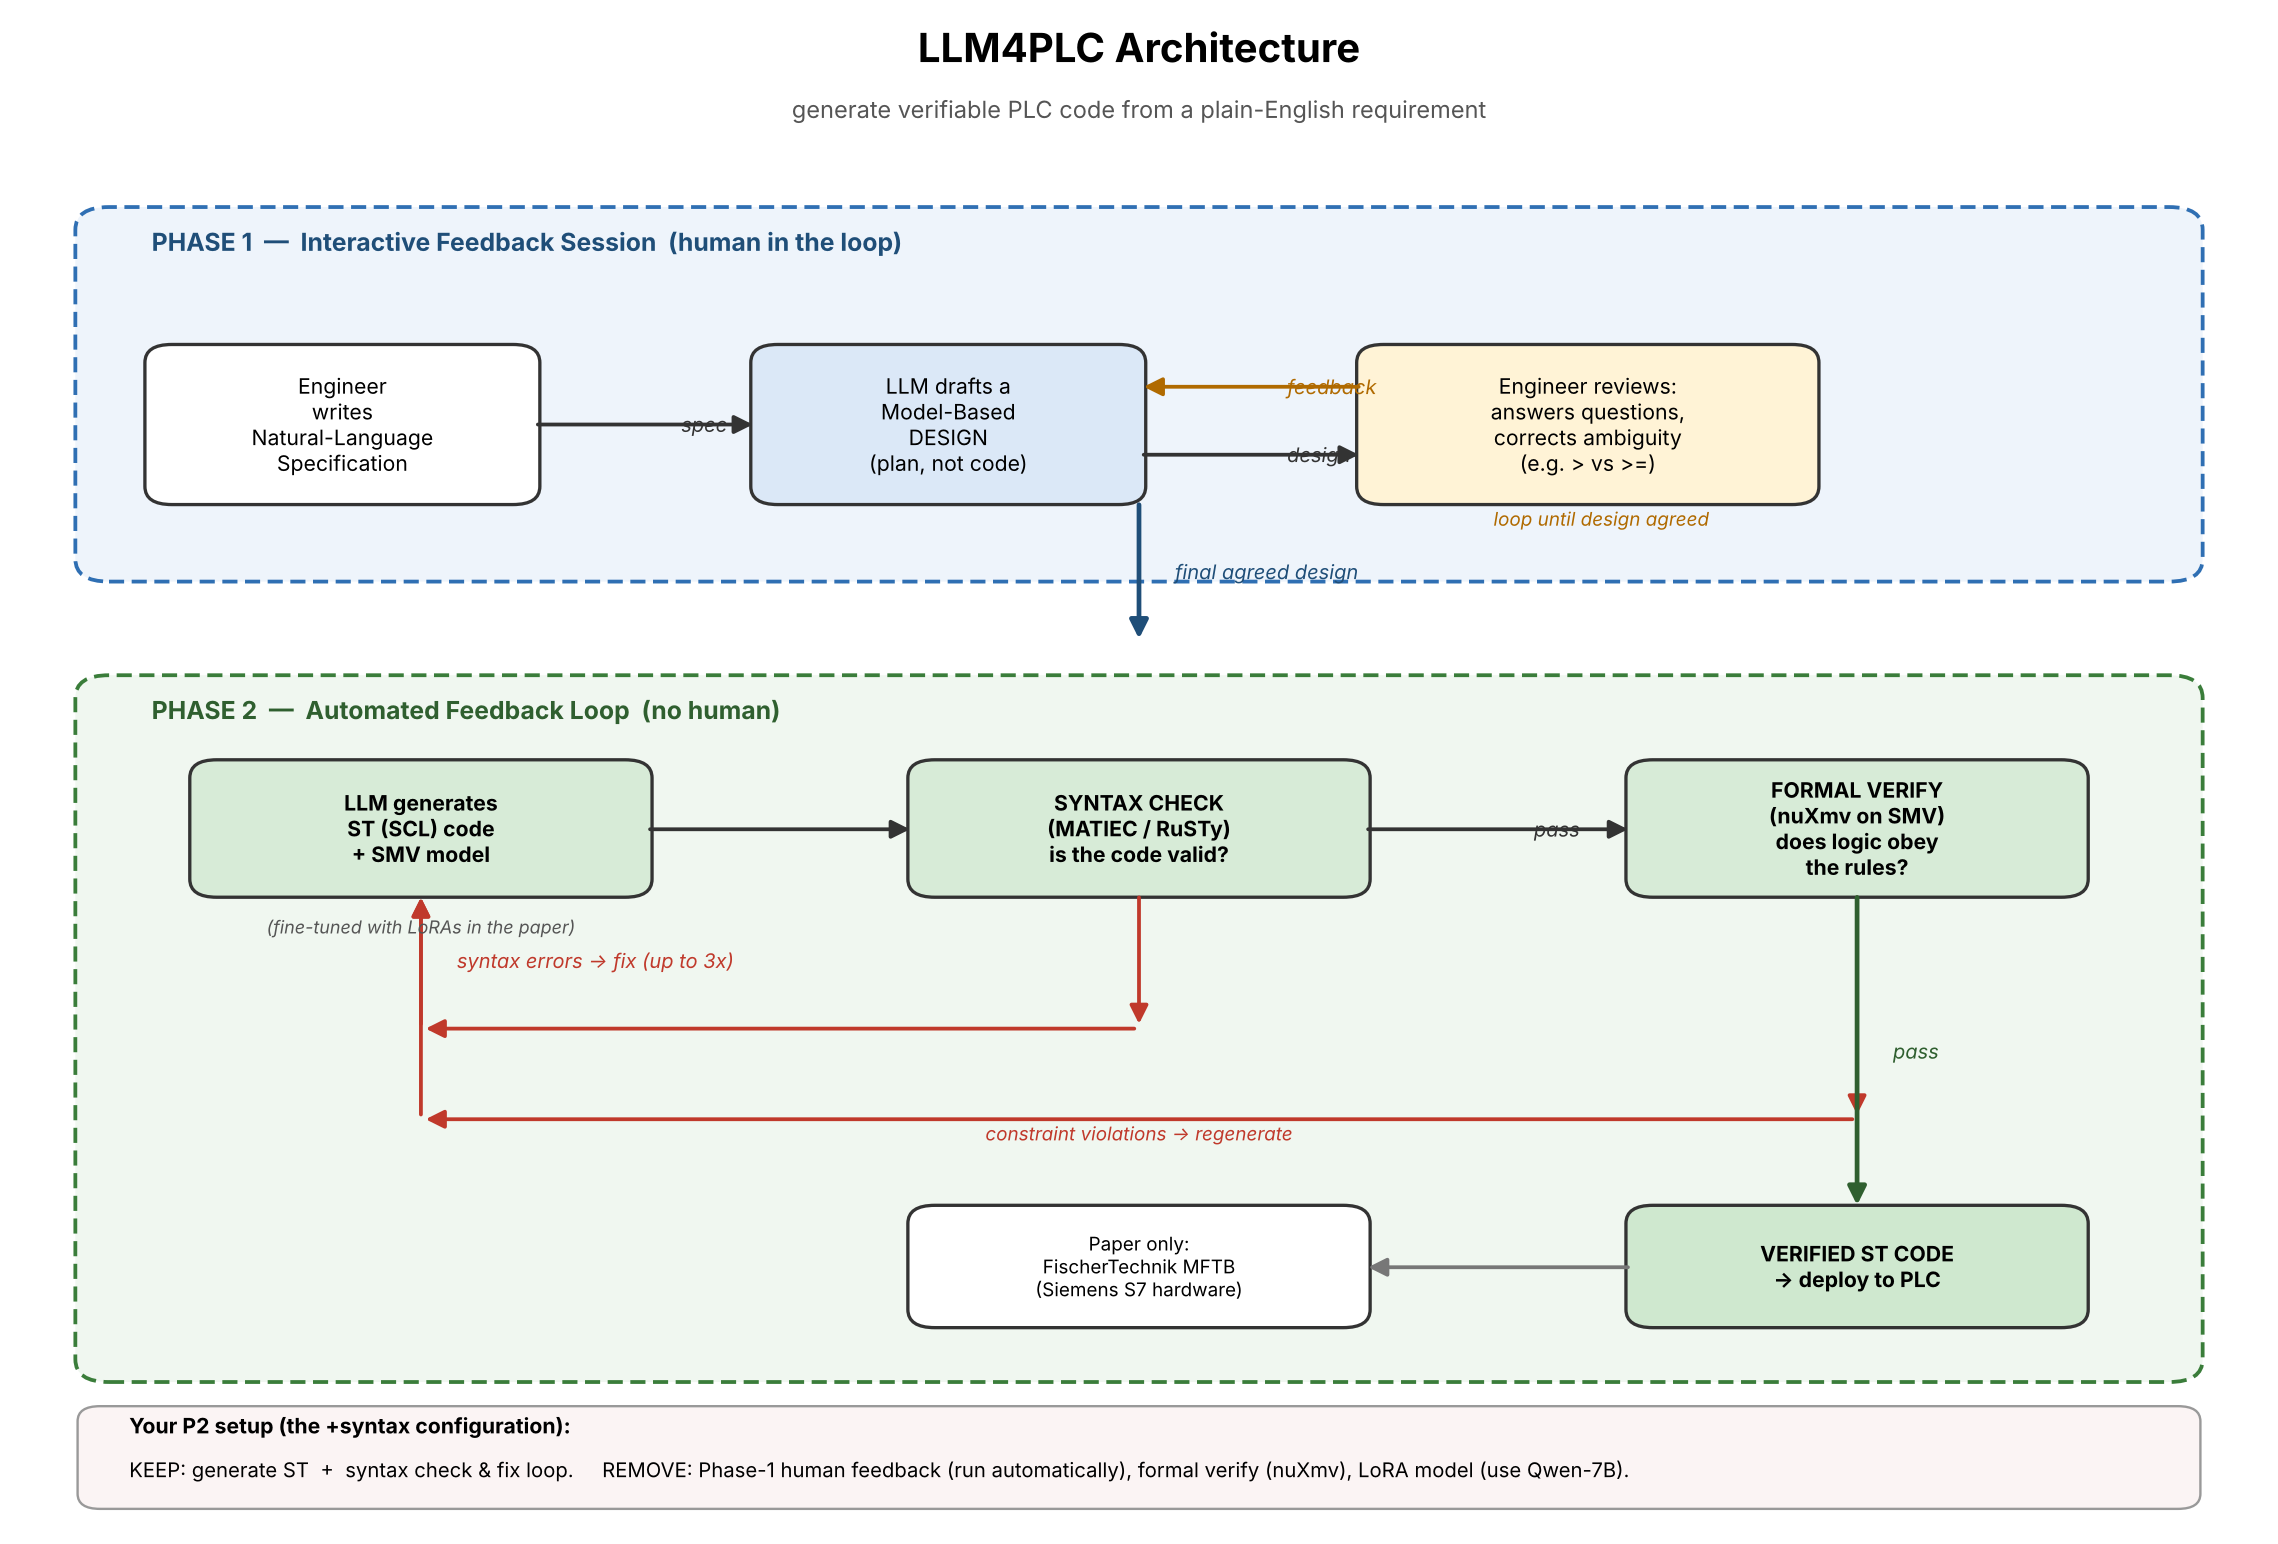 LLM4PLC Architecture
generate verifiable PLC code from a plain-English requirement
PHASE 1 — Interactive Feedback Session (human in the loop)
Engineer
writes
Natural-Language
Specification
spec
LLM drafts a
Model-Based
DESIGN
(plan, not code)
feedback
design
Engineer reviews:
answers questions,
corrects ambiguity
(e.g. > vs >=)
loop until design agreed
final agreed design
PHASE 2 — Automated Feedback Loop (no human)
LLM generates
ST (SCL) code
+ SMV model
SYNTAX CHECK
(MATIEC / RuSTy)
is the code valid?
pass
FORMAL VERIFY
(nuXmv on SMV)
does logic obey
the rules?
(fine-tuned with LoRAs in the paper)
syntax errors → fix (up to 3x)
pass
constraint violations → regenerate
Paper only:
FischerTechnik MFTB
(Siemens S7 hardware)
VERIFIED ST CODE
→ deploy to PLC
Your P2 setup (the +syntax configuration):
KEEP: generate ST + syntax check & fix loop. REMOVE: Phase-1 human feedback (run automatically), formal verify (nuXmv), LoRA model (use Qwen-7B).